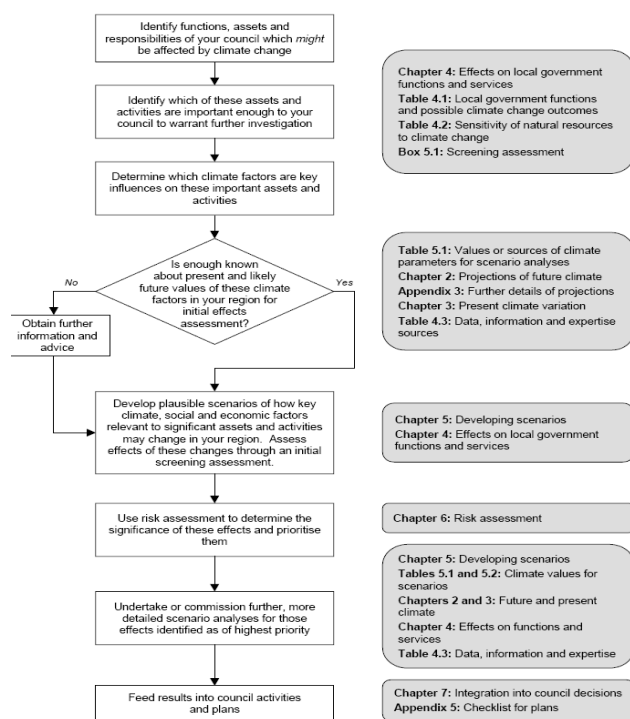 Identify functions, assets and
responsibilities of your council which might
be affected by climate change
Identify which of these assets and
activities are important enough to your
council to warrant further investigation
Determine which climate factors are key
influences on these important assets and
activities
Chapter 4: Effects on local government
functions and services
Table 4.1: Local government functions
and possible climate change outcomes
Table 4.2: Sensitivity of natural resources
to climate change
Box 5.1: Screening assessment
Is enough known
about present and likely
future values of these climate
factors in your region for
initial effects
assessment?
No
Yes
Obtain further
information and
advice
Table 5.1: Values or sources of climate
parameters for scenario analyses
Chapter 2: Projections of future climate
Appendix 3: Further details of projections
Chapter 3: Present climate variation
Table 4.3: Data, information and expertise
sources
Develop plausible scenarios of how key
climate, social and economic factors
relevant to significant assets and activities
may change in your region. Assess
effects of these changes through an initial
screening assessment.
Chapter 5: Developing scenarios
Chapter 4: Effects on local government
functions and services
Use risk assessment to determine the
significance of these effects and prioritise
them
Chapter 6: Risk assessment
Undertake or commission further, more
detailed scenario analyses for those
effects identified as of highest priority
Chapter 5: Developing scenarios
Tables 5.1 and 5.2: Climate values for
scenarios
Chapters 2 and 3: Future and present
climate
Chapter 4: Effects on functions and
services
Table 4.3: Data, information and expertise
Feed results into council activities
and plans
Chapter 7: Integration into council decisions
Appendix 5: Checklist for plans